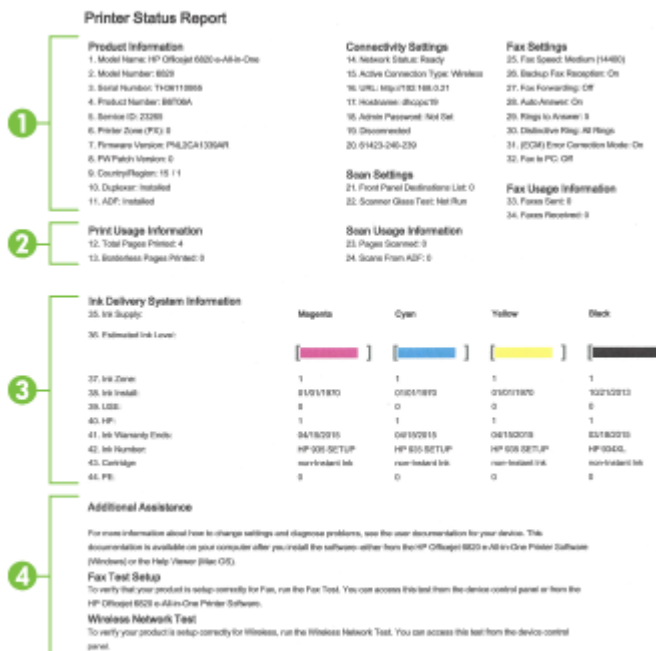 Printer Status Report
1
Product Information
1. Model Name: HP Officejet 6820 e-All-in-One
2. Model Number: 6820
3. Serial Number:
4. Product Number:
5. Service ID:
6. Printer Zone (PZ): 0
7. Firmware Version:
8. FW Patch Version: 0
9. Country/Region: 15 / 1
10. Duplexer: Installed
11. ADF: Installed
Connectivity Settings
14. Network Status: Ready
15. Active Connection Type: Wireless
16. URL: http://192.168.0.21
17. Hostname: dhcppc19
18. Admin Password: Not Set
19. Disconnected
20. 61423-240-239
Scan Settings
21. Front Panel Destinations List: 0
22. Scanner Glass Test: Not Run
Fax Settings
25. Fax Speed: Medium (14400)
26. Backup Fax Reception: On
27. Fax Forwarding: Off
28. Auto Answer: On
29. Rings to Answer: 5
30. Distinctive Ring: All Rings
31. (ECM) Error Correction Mode: On
32. Fax to PC: Off
Fax Usage Information
33. Faxes Sent: 0
34. Faxes Received: 0
2
Print Usage Information
12. Total Pages Printed: 4
13. Borderless Pages Printed: 0
Scan Usage Information
23. Pages Scanned: 0
24. Scans From ADF: 0
3
Ink Delivery System Information
35. Ink Supply: Magenta Cyan Yellow Black
36. Estimated Ink Level:
37. Ink Zone: 1 1 1 1
38. Ink Install: 01/01/1970 01/01/1970 01/01/1970 10/21/2013
39. USE: 0 0 0 0
40. HP: 1 1 1 1
41. Ink Warranty Ends: 04/15/2015 04/15/2015 04/15/2015 03/18/2015
42. Ink Number: HP 935 SETUP HP 935 SETUP HP 935 SETUP HP 934XL
43. Cartridge: non-Instant Ink non-Instant Ink non-Instant Ink non-Instant Ink
44. PS: 0 0 0 0
4
Additional Assistance
For more information about how to change settings and diagnose problems, see the user documentation for your device. This
documentation is available on your computer after you install the software either from the HP Officejet 6820 e-All-in-One Printer Software
(Windows) or the Help Viewer (Mac OS).
Fax Test Setup
To verify that your product is setup correctly for Fax, run the Fax Test. You can access this test from the device control panel or from the
HP Officejet 6820 e-All-in-One Printer Software.
Wireless Network Test
To verify your product is setup correctly for Wireless, run the Wireless Network Test. You can access this test from the device control
panel.